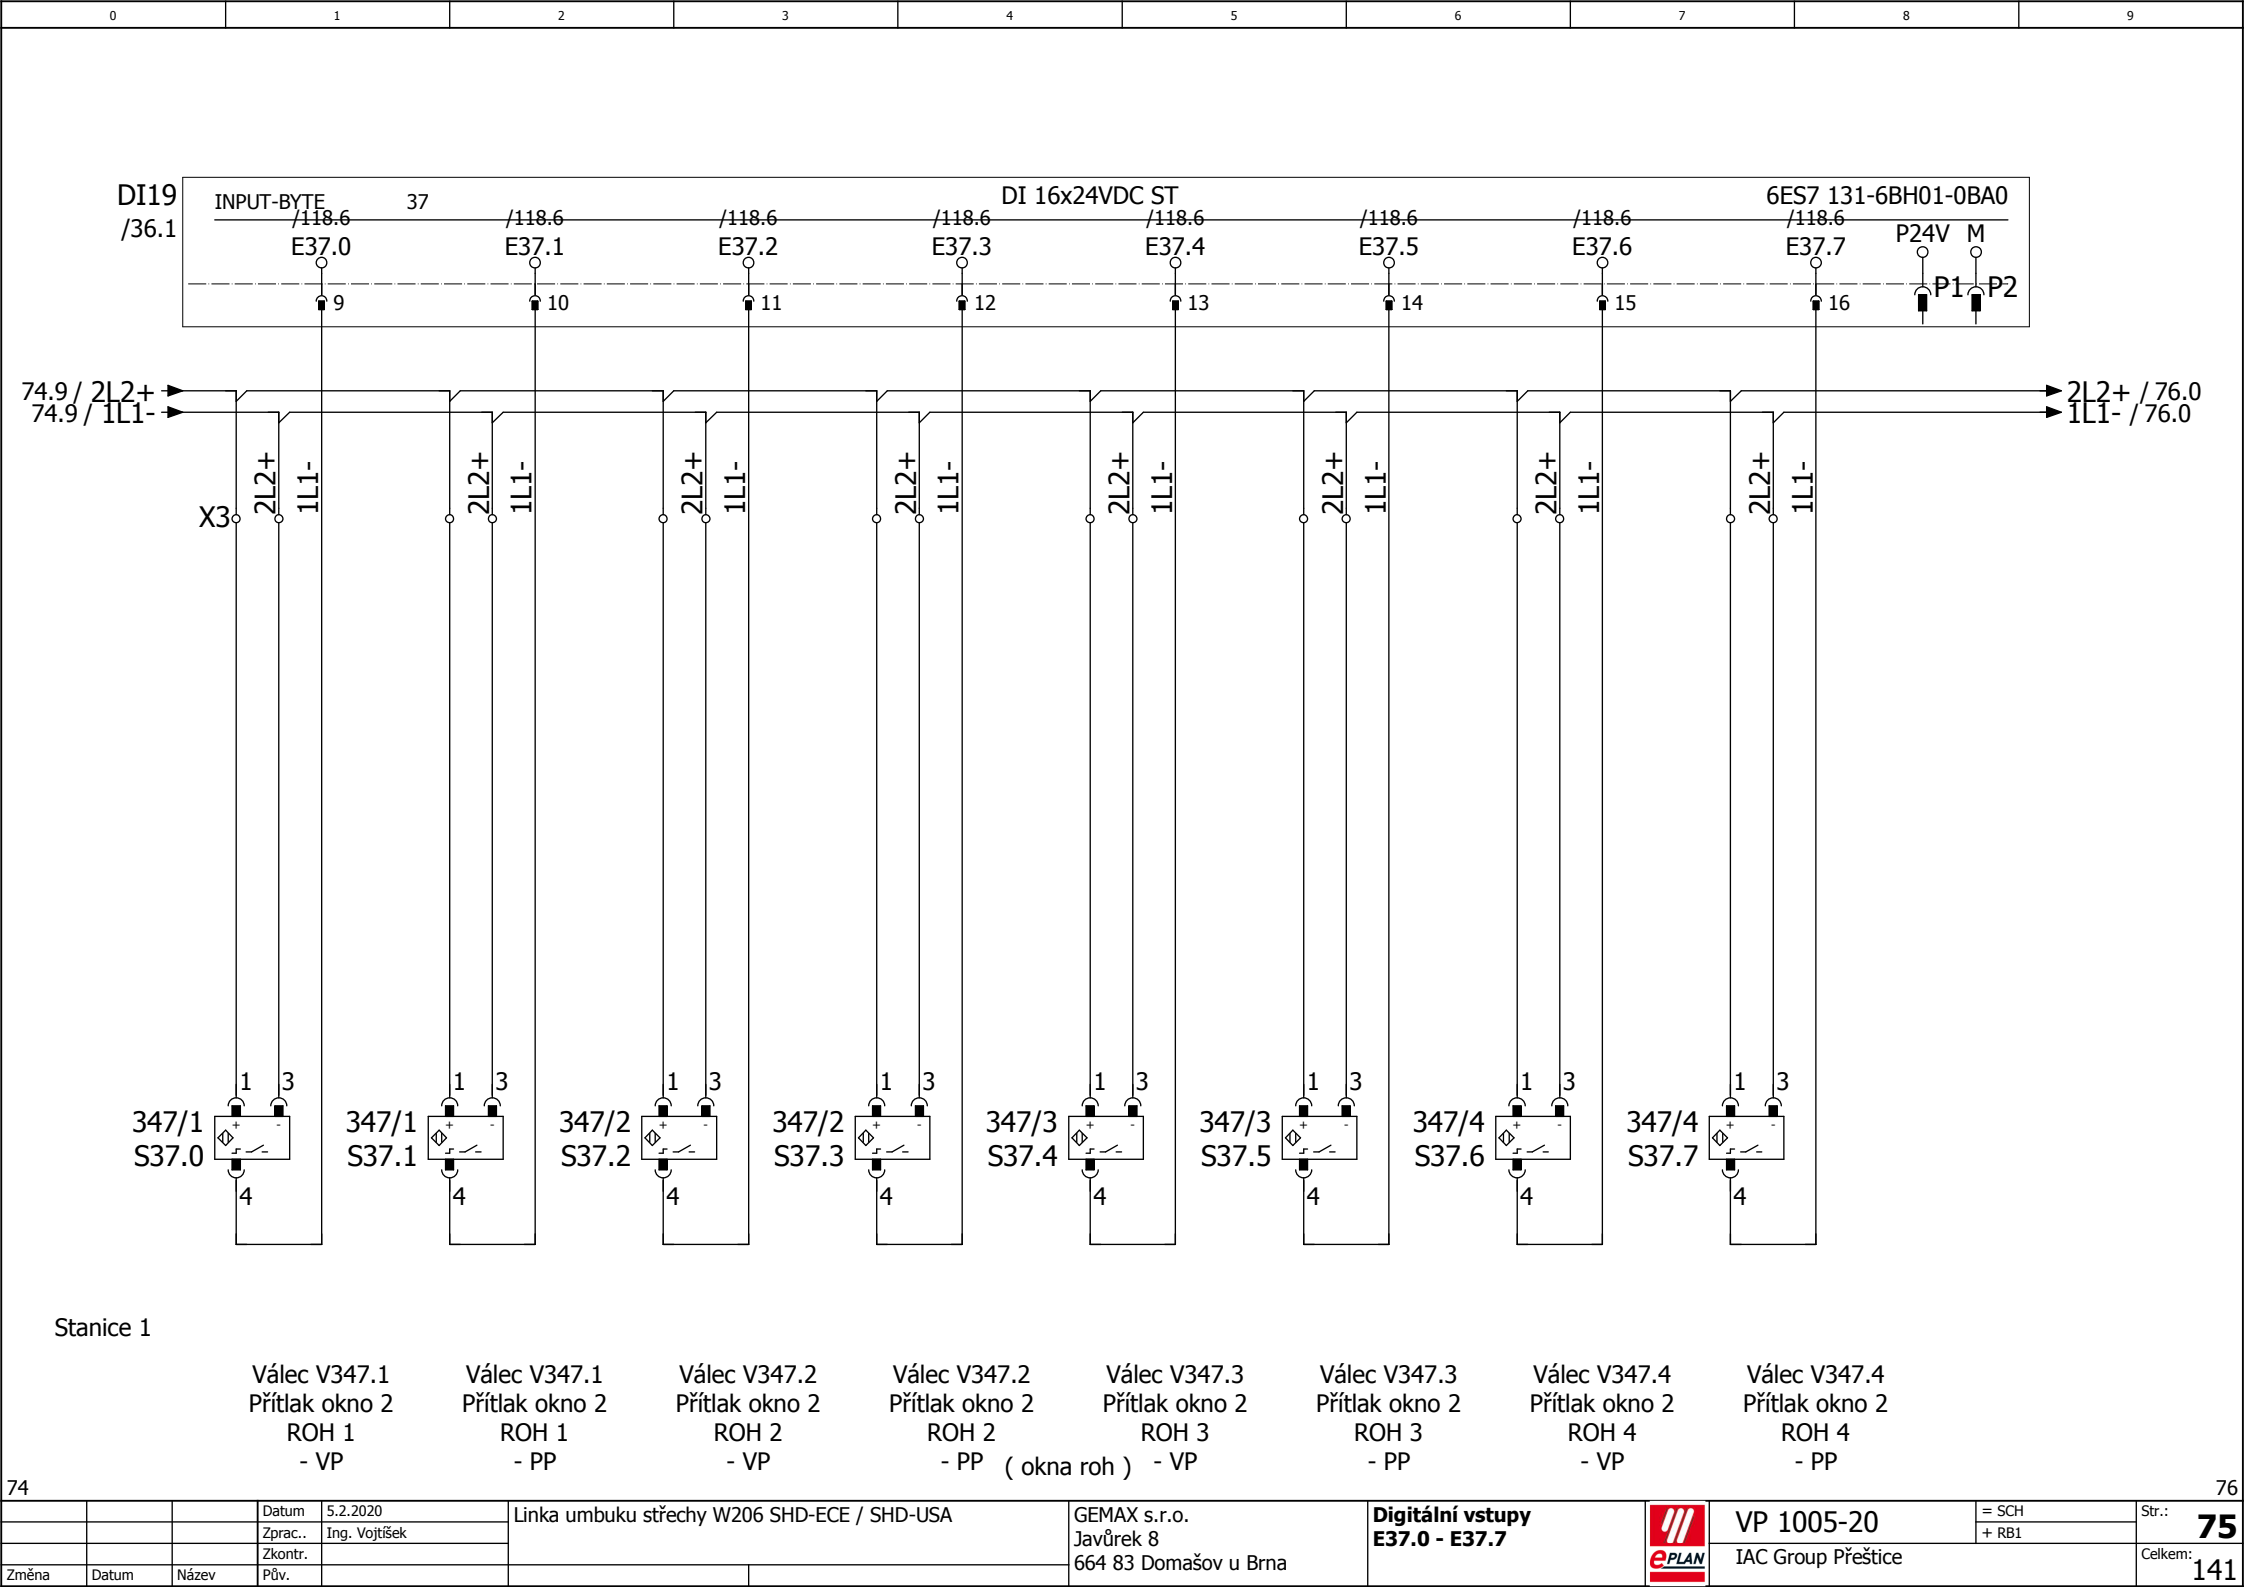 0 1 2 3 4 5 6 7 8 9
DI19
/36.1
INPUT-BYTE 37 DI 16x24VDC ST 6ES7 131-6BH01-0BA0
/118.6 /118.6 /118.6 /118.6 /118.6 /118.6 /118.6 /118.6
E37.0 E37.1 E37.2 E37.3 E37.4 E37.5 E37.6 E37.7 P24V M
9 10 11 12 13 14 15 16 P1 P2
74.9 / 2L2+ 2L2+ / 76.0
74.9 / 1L1- 1L1- / 76.0
2L2+ 1L1- 2L2+ 1L1- 2L2+ 1L1- 2L2+ 1L1- 2L2+ 1L1- 2L2+ 1L1- 2L2+ 1L1- 2L2+ 1L1-
X3
1 3 1 3 1 3 1 3 1 3 1 3 1 3 1 3
347/1 347/1 347/2 347/2 347/3 347/3 347/4 347/4
+ - + - + - + - + - + - + - + -
S37.0 S37.1 S37.2 S37.3 S37.4 S37.5 S37.6 S37.7
4 4 4 4 4 4 4 4
Stanice 1
Válec V347.1 Válec V347.1 Válec V347.2 Válec V347.2 Válec V347.3 Válec V347.3 Válec V347.4 Válec V347.4
Přítlak okno 2 Přítlak okno 2 Přítlak okno 2 Přítlak okno 2 Přítlak okno 2 Přítlak okno 2 Přítlak okno 2 Přítlak okno 2
ROH 1 ROH 1 ROH 2 ROH 2 ROH 3 ROH 3 ROH 4 ROH 4
- VP - PP - VP - PP ( okna roh ) - VP - PP - VP - PP
74 76
Datum 5.2.2020
Zprac.. Ing. Vojtíšek
Zkontr.
Změna Datum Název Pův.
Linka umbuku střechy W206 SHD-ECE / SHD-USA
GEMAX s.r.o.
Javůrek 8
664 83 Domašov u Brna
Digitální vstupy
E37.0 - E37.7
ePLAN
VP 1005-20
IAC Group Přeštice
= SCH
+ RB1
Str.: 75
Celkem: 141